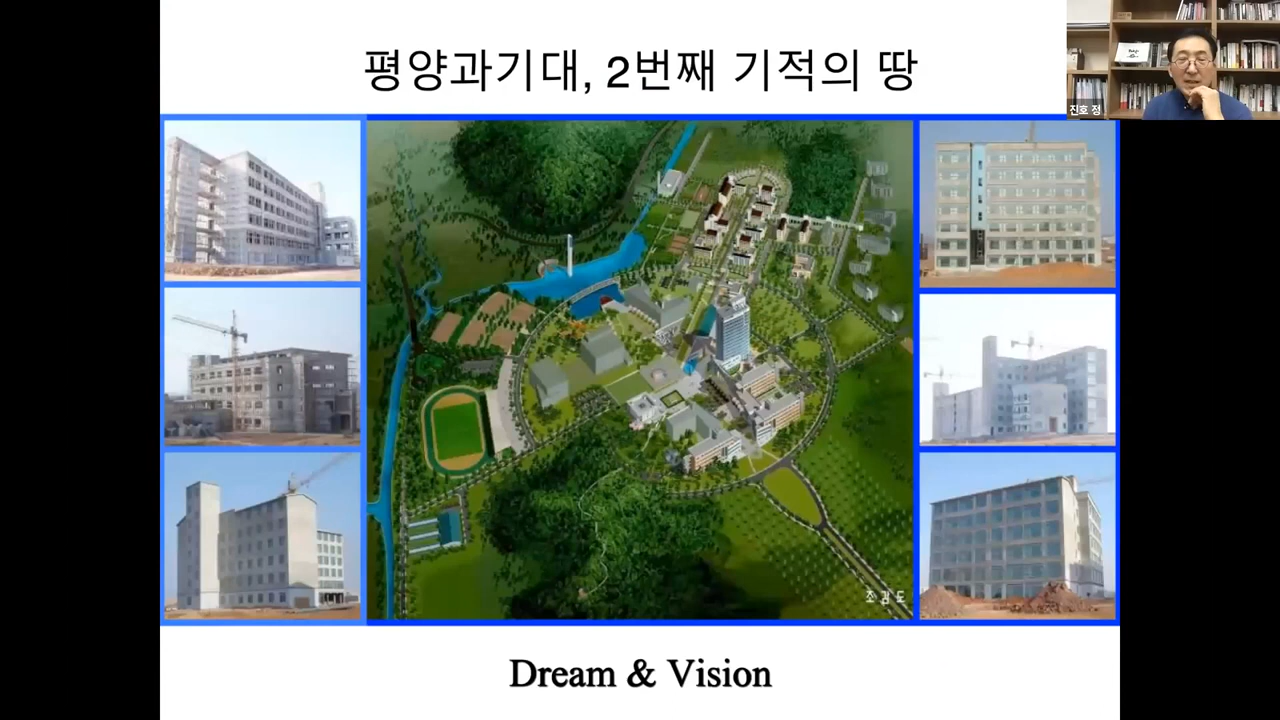 평양과기대, 2번째 기적의 땅
진호 정
조감도
Dream & Vision